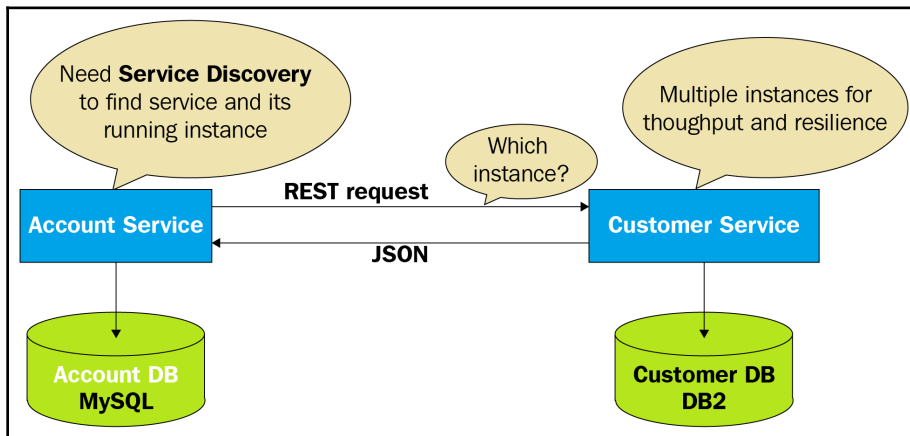 Need Service Discovery
to find service and its
running instance
Multiple instances for
thoughput and resilience
Which
instance?
REST request
Account Service
Customer Service
JSON
Account DB
MySQL
Customer DB
DB2